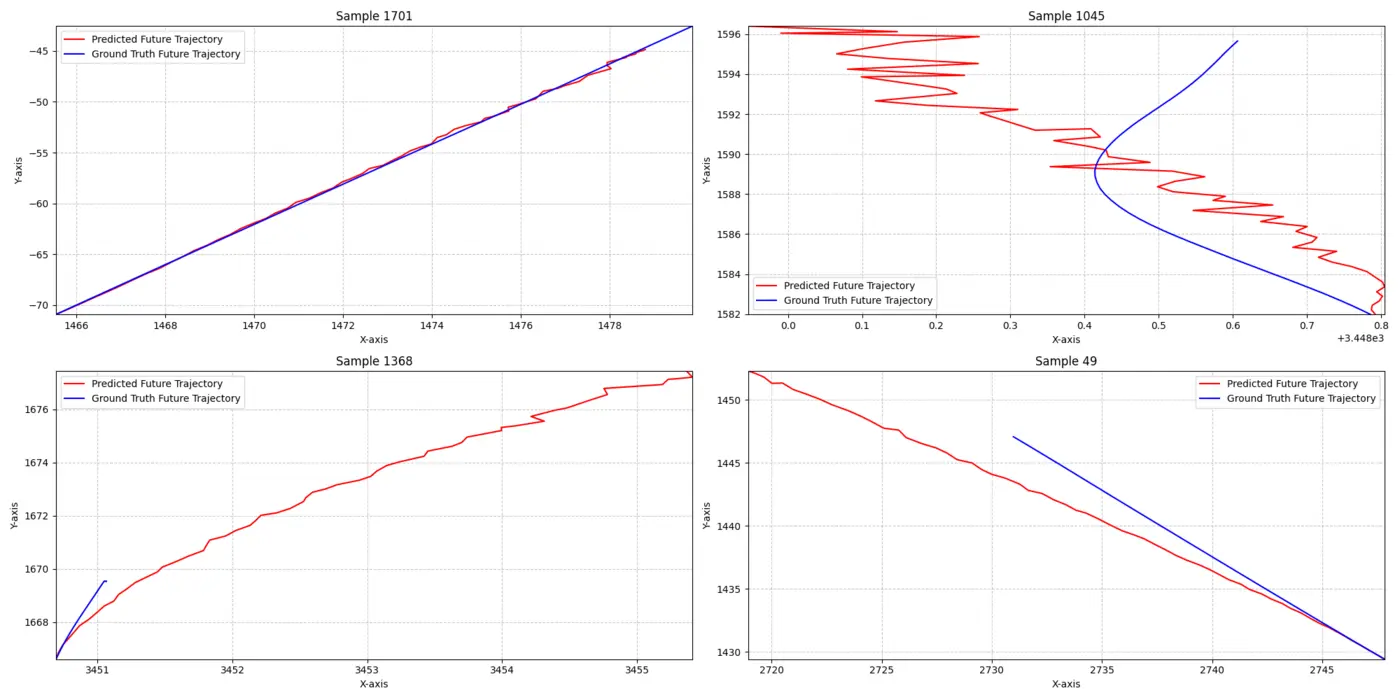 Sample 1701
Predicted Future Trajectory
Ground Truth Future Trajectory
Y-axis
−45
−50
−55
−60
−65
−70
1466 1468 1470 1472 1474 1476 1478
X-axis
Sample 1045
Y-axis
1596
1594
1592
1590
1588
1586
1584
1582
Predicted Future Trajectory
Ground Truth Future Trajectory
0.0 0.1 0.2 0.3 0.4 0.5 0.6 0.7 0.8
+3.448e3
X-axis
Sample 1368
Predicted Future Trajectory
Ground Truth Future Trajectory
Y-axis
1676
1674
1672
1670
1668
3451 3452 3453 3454 3455
X-axis
Sample 49
Predicted Future Trajectory
Ground Truth Future Trajectory
Y-axis
1450
1445
1440
1435
1430
2720 2725 2730 2735 2740 2745
X-axis